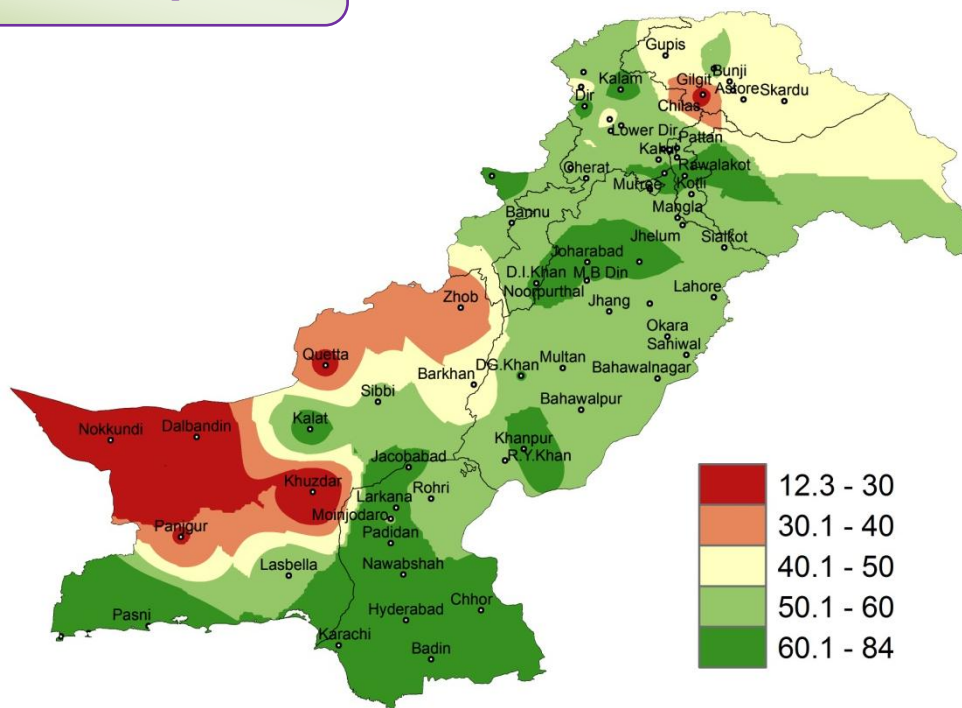 Gupis
Bunji
Gilgit
Kalam
Astore Skardu
Dir
Chilas
Lower Dir
Pattan
Kakul
Cherat
Rawalakot
Murree
Kotli
Mangla
Bannu
Jhelum
Sialkot
Joharabad
D.I.Khan
M.B Din
Noorpurthal
Lahore
Zhob
Jhang
Okara
Quetta
Sahiwal
DG.Khan
Multan
Barkhan
Bahawalnagar
Sibbi
Bahawalpur
Kalat
Nokkundi
Dalbandin
Khanpur
Jacobabad
R.Y.Khan
Khuzdar
Rohri
Larkana
Moinjodaro
Panjgur
Padidan
Lasbella
Nawabshah
Pasni
Hyderabad
Chhor
Karachi
Badin
12.3 - 30
30.1 - 40
40.1 - 50
50.1 - 60
60.1 - 84